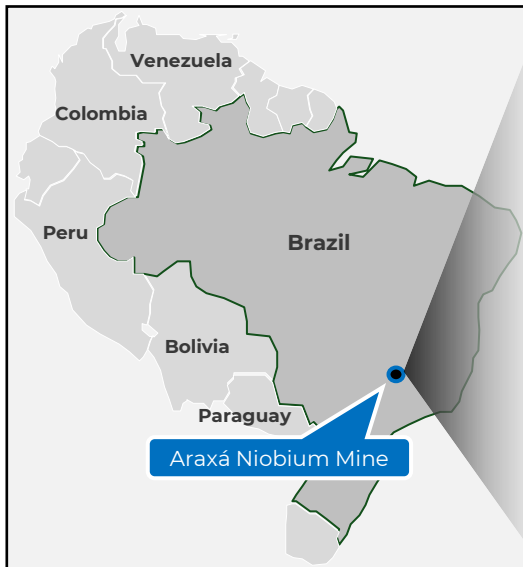 Venezuela
Colombia
Peru
Brazil
Bolivia
Paraguay
Araxá Niobium Mine